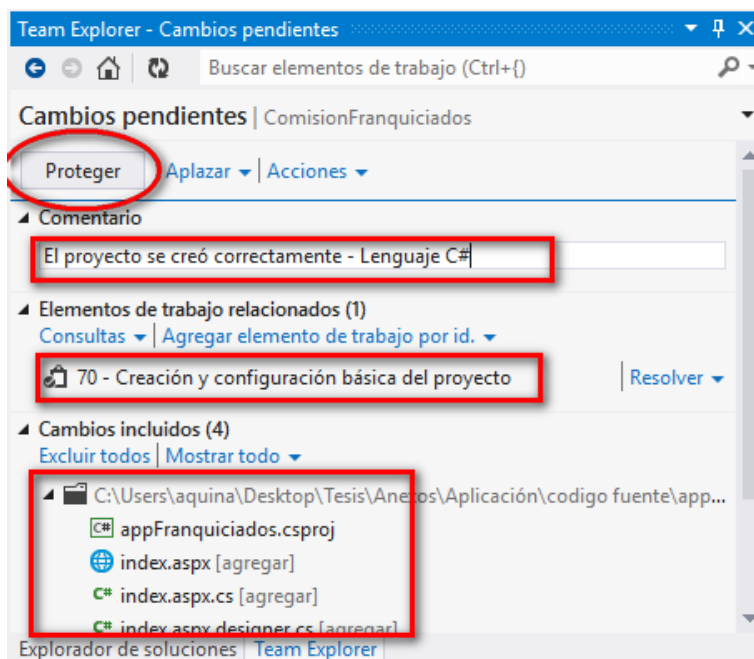 Team Explorer - Cambios pendientes
Buscar elementos de trabajo (Ctrl+{)
Cambios pendientes | ComisionFranquiciados
Proteger Aplazar | Acciones
Comentario
El proyecto se creó correctamente - Lenguaje C#
Elementos de trabajo relacionados (1)
Consultas | Agregar elemento de trabajo por id.
70 - Creación y configuración básica del proyecto | Resolver
Cambios incluidos (4)
Excluir todos | Mostrar todo
C:\Users\aquina\Desktop\Tesis\Anexos\Aplicación\codigo fuente\app...
C# appFranquiciados.csproj
index.aspx [agregar]
C# index.aspx.cs [agregar]
C# index.aspx.designer.cs [agregar]
Explorador de soluciones Team Explorer